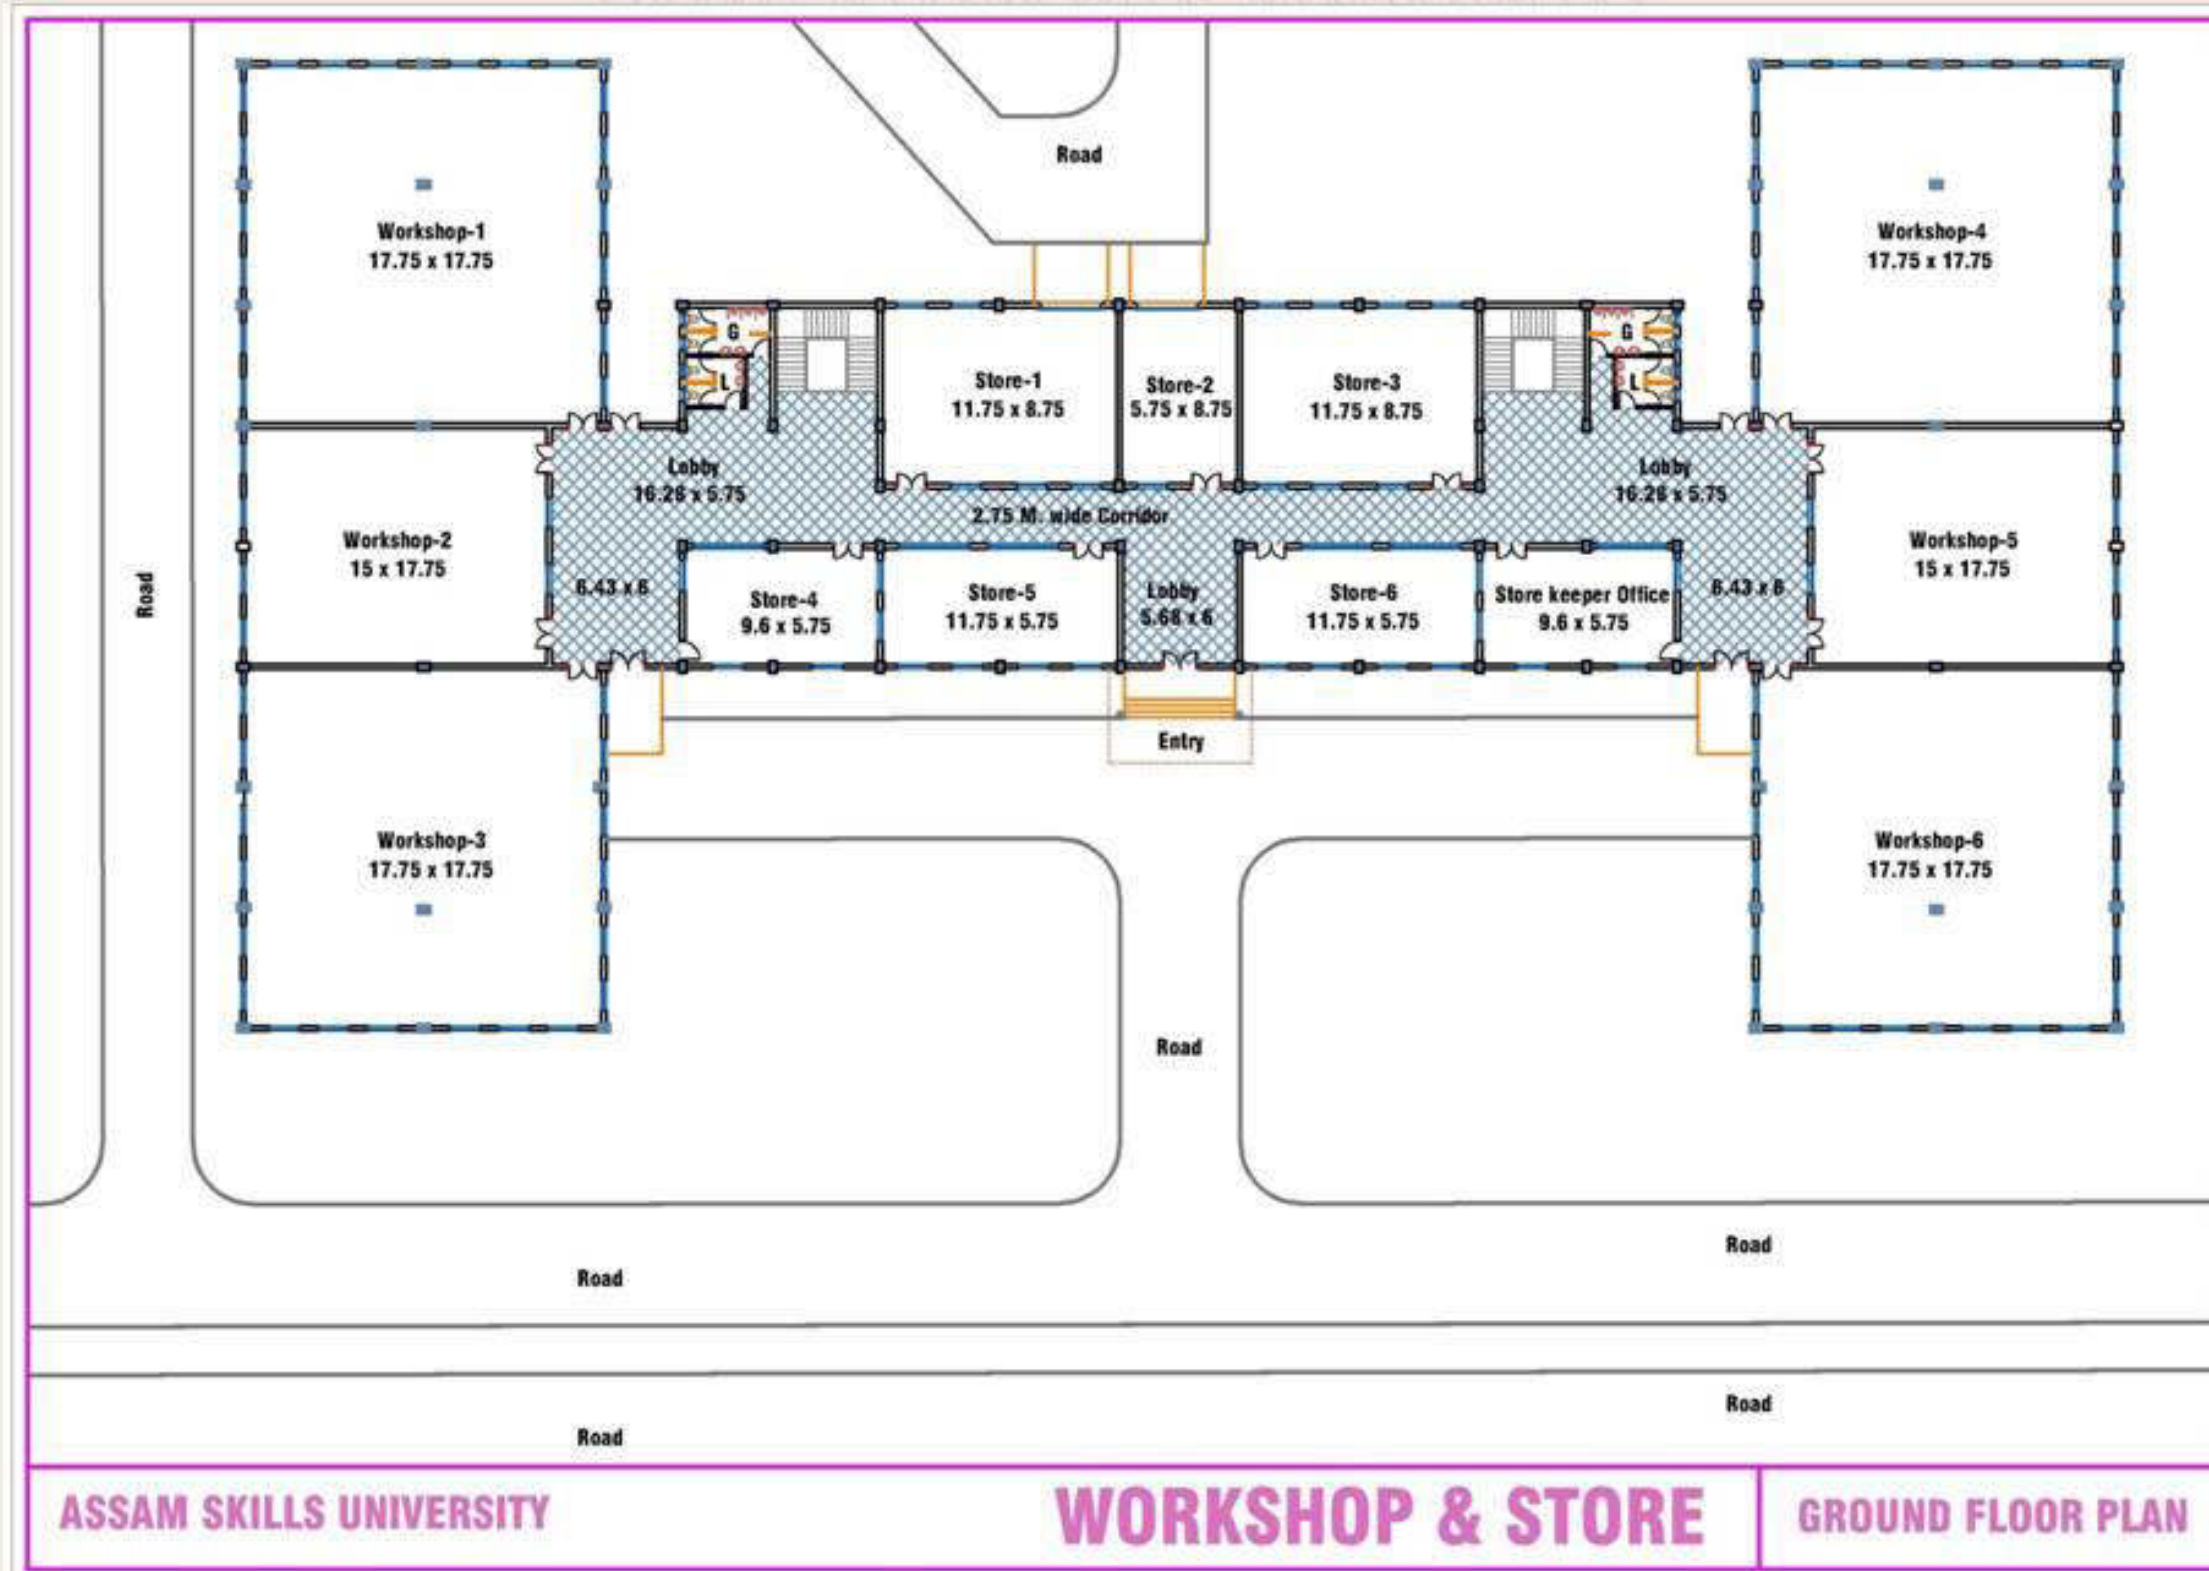 Road
Workshop-1
17.75 x 17.75
Workshop-4
17.75 x 17.75
G
L
Store-1
11.75 x 8.75
Store-2
5.75 x 8.75
Store-3
11.75 x 8.75
G
L
Lobby
16.28 x 5.75
2.75 M. wide Corridor
Lobby
16.28 x 5.75
Workshop-2
15 x 17.75
6.43 x 6
Store-4
9.6 x 5.75
Store-5
11.75 x 5.75
Lobby
5.68 x 6
Store-6
11.75 x 5.75
Store keeper Office
9.6 x 5.75
6.43 x 6
Workshop-5
15 x 17.75
Road
Entry
Workshop-3
17.75 x 17.75
Workshop-6
17.75 x 17.75
Road
Road
Road
Road
Road
ASSAM SKILLS UNIVERSITY
WORKSHOP & STORE
GROUND FLOOR PLAN